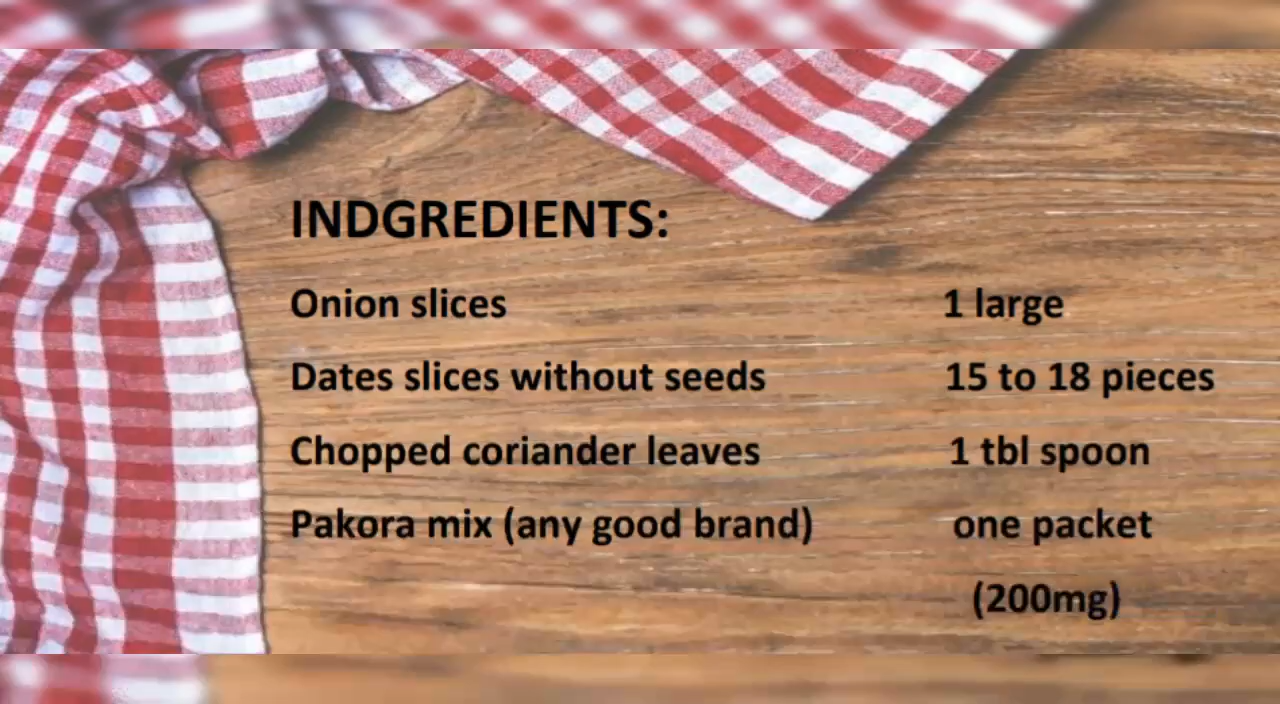 INDGREDIENTS:
Onion slices 1 large
Dates slices without seeds 15 to 18 pieces
Chopped coriander leaves 1 tbl spoon
Pakora mix (any good brand) one packet
(200mg)